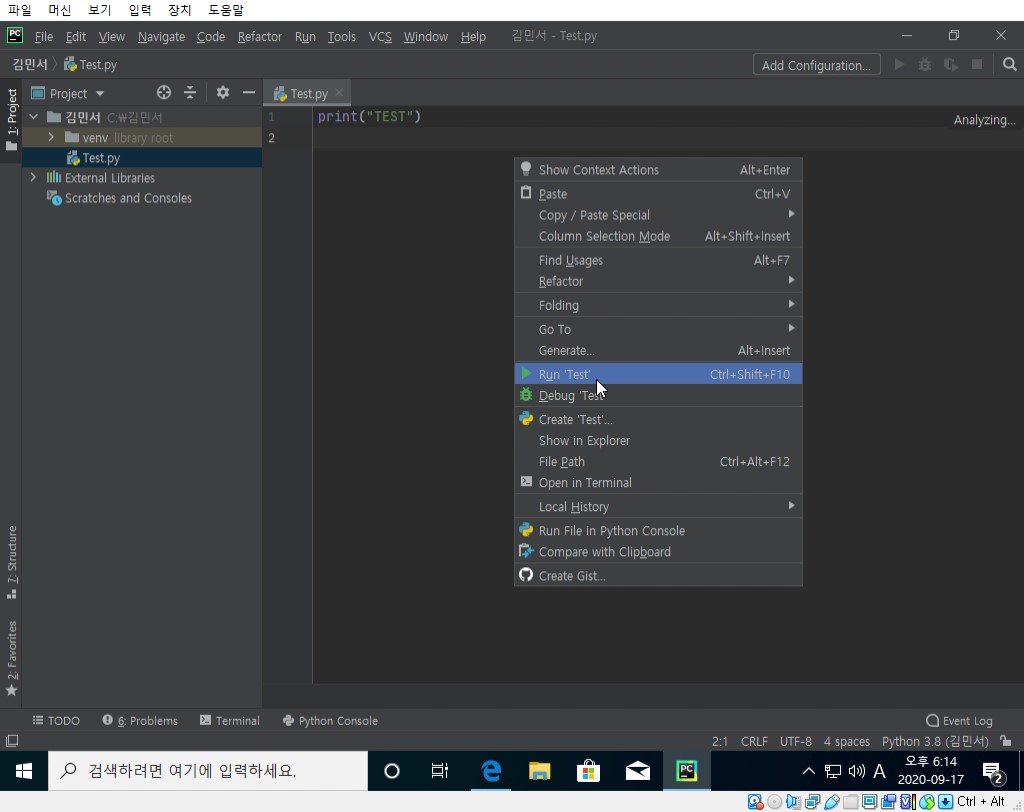 파일 머신 보기 입력 장치 도움말
PC File Edit View Navigate Code Refactor Run Tools VCS Window Help 김민서 - Test.py
김민서 Test.py Add Configuration...
1: Project
Project
Test.py
김민서 C:\김민서
venv library root
Test.py
External Libraries
Scratches and Consoles
1 print("TEST")
2
Analyzing...
Show Context Actions Alt+Enter
Paste Ctrl+V
Copy / Paste Special
Column Selection Mode Alt+Shift+Insert
Find Usages Alt+F7
Refactor
Folding
Go To
Generate... Alt+Insert
Run 'Test' Ctrl+Shift+F10
Debug 'Test'
Create 'Test'...
Show in Explorer
File Path Ctrl+Alt+F12
Open in Terminal
Local History
Run File in Python Console
Compare with Clipboard
Create Gist...
7: Structure
2: Favorites
TODO 6: Problems Terminal Python Console Event Log
2:1 CRLF UTF-8 4 spaces Python 3.8 (김민서)
검색하려면 여기에 입력하세요.
PC
A
오후 6:14
2020-09-17
2
Ctrl + Alt